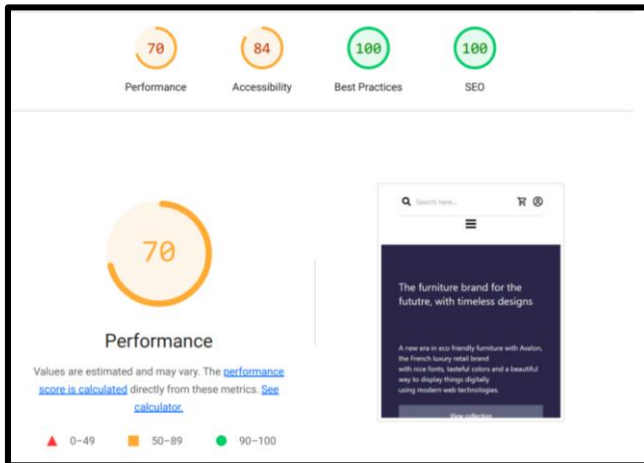 70
84
100
100
Performance
Accessibility
Best Practices
SEO
70
Performance
Values are estimated and may vary. The performance
score is calculated directly from these metrics. See
calculator.
0–49
50–89
90–100
Search here...
The furniture brand for the
fututre, with timeless designs
A new era in eco friendly furniture with Avelon,
the French luxury retail brand
with nice fonts, tasteful colors and a beautiful
way to display things digitally
using modern web technologies.
View collection